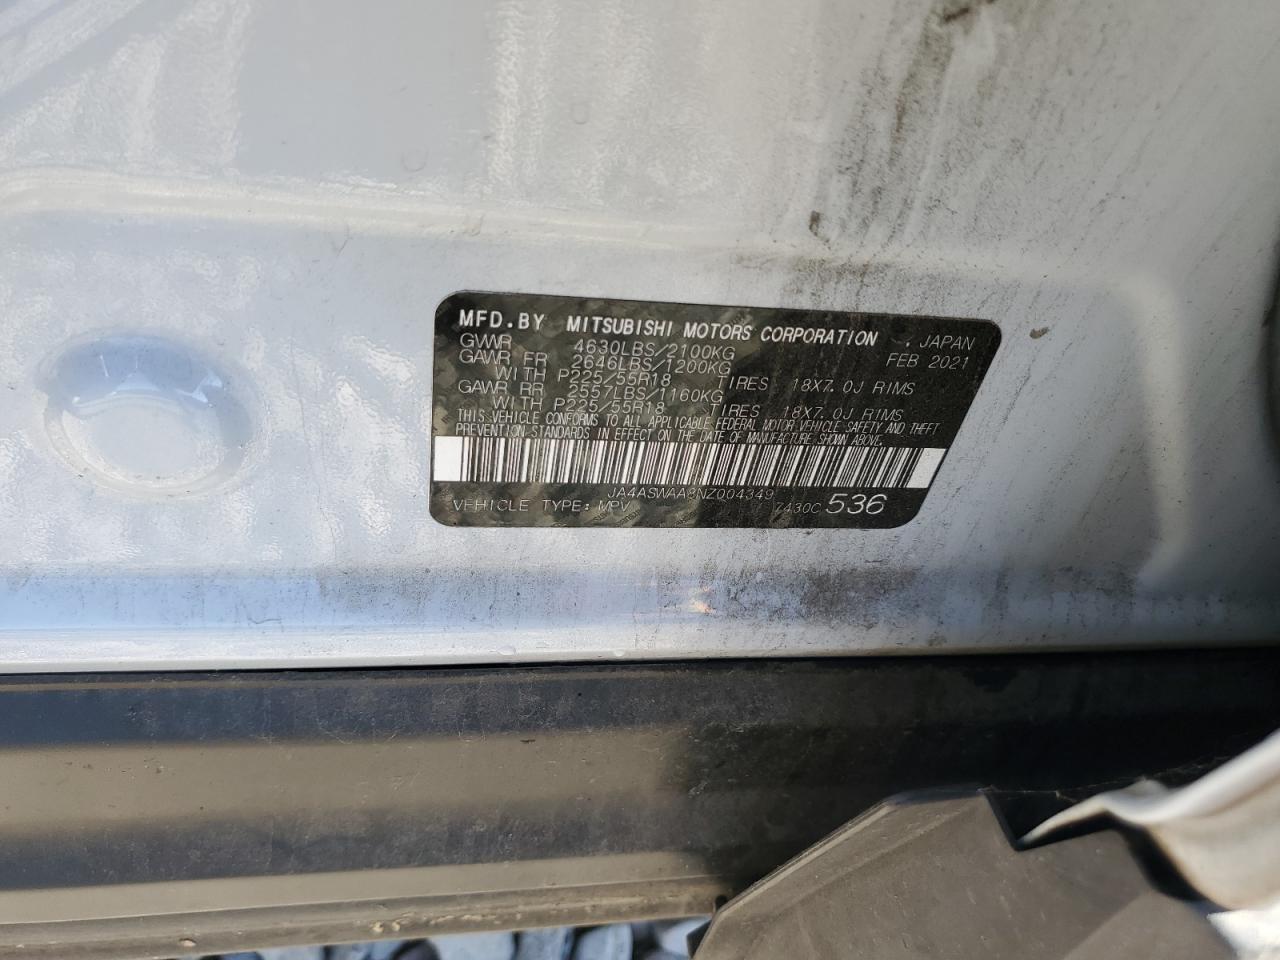 MFD.BY MITSUBISHI MOTORS CORPORATION , JAPAN
GVWR 4630LBS/2100KG FEB 2021
GAWR FR 2646LBS/1200KG
WITH P225/55R18 TIRES 18X7.0J RIMS
GAWR RR 2557LBS/1160KG
WITH P225/55R18 TIRES 18X7.0J RIMS
THIS VEHICLE CONFORMS TO ALL APPLICABLE FEDERAL MOTOR VEHICLE SAFETY AND THEFT
PREVENTION STANDARDS IN EFFECT ON THE DATE OF MANUFACTURE SHOWN ABOVE.
JA4ASWAA8NZ004349
VEHICLE TYPE: MPV Z430C 536